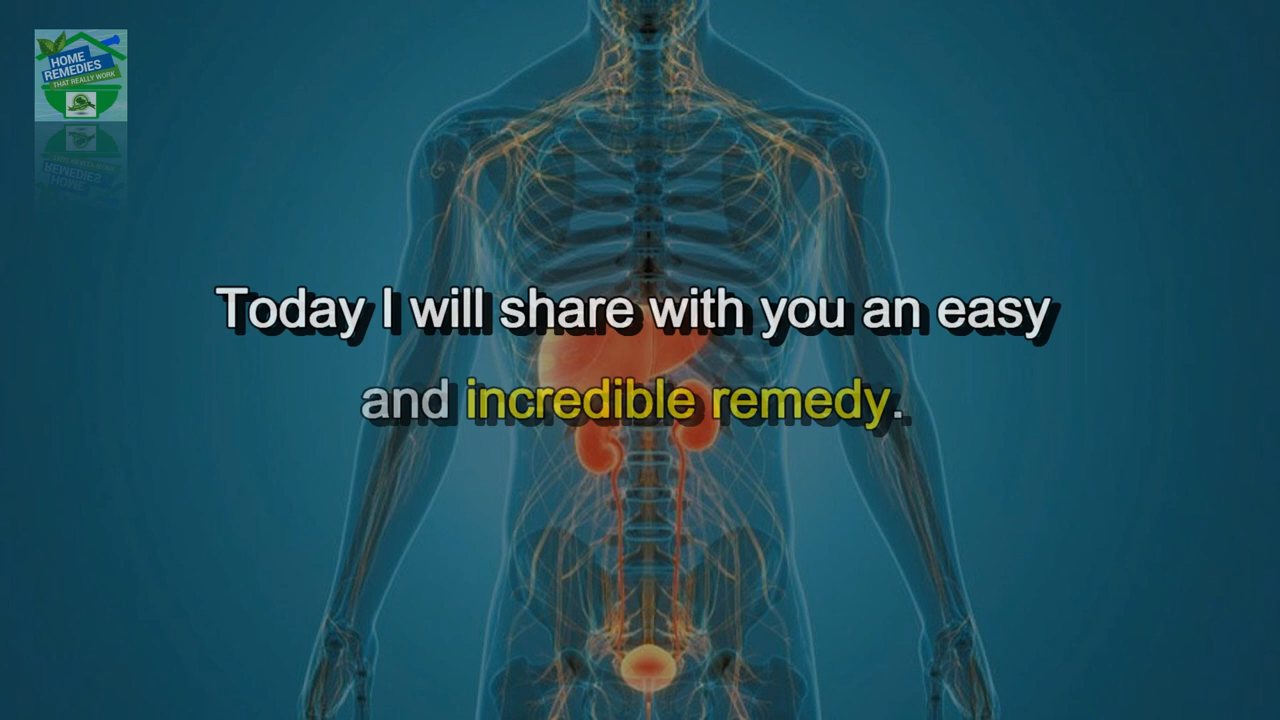 HOME
REMEDIES
THAT REALLY WORK
Today I will share with you an easy
and incredible remedy.